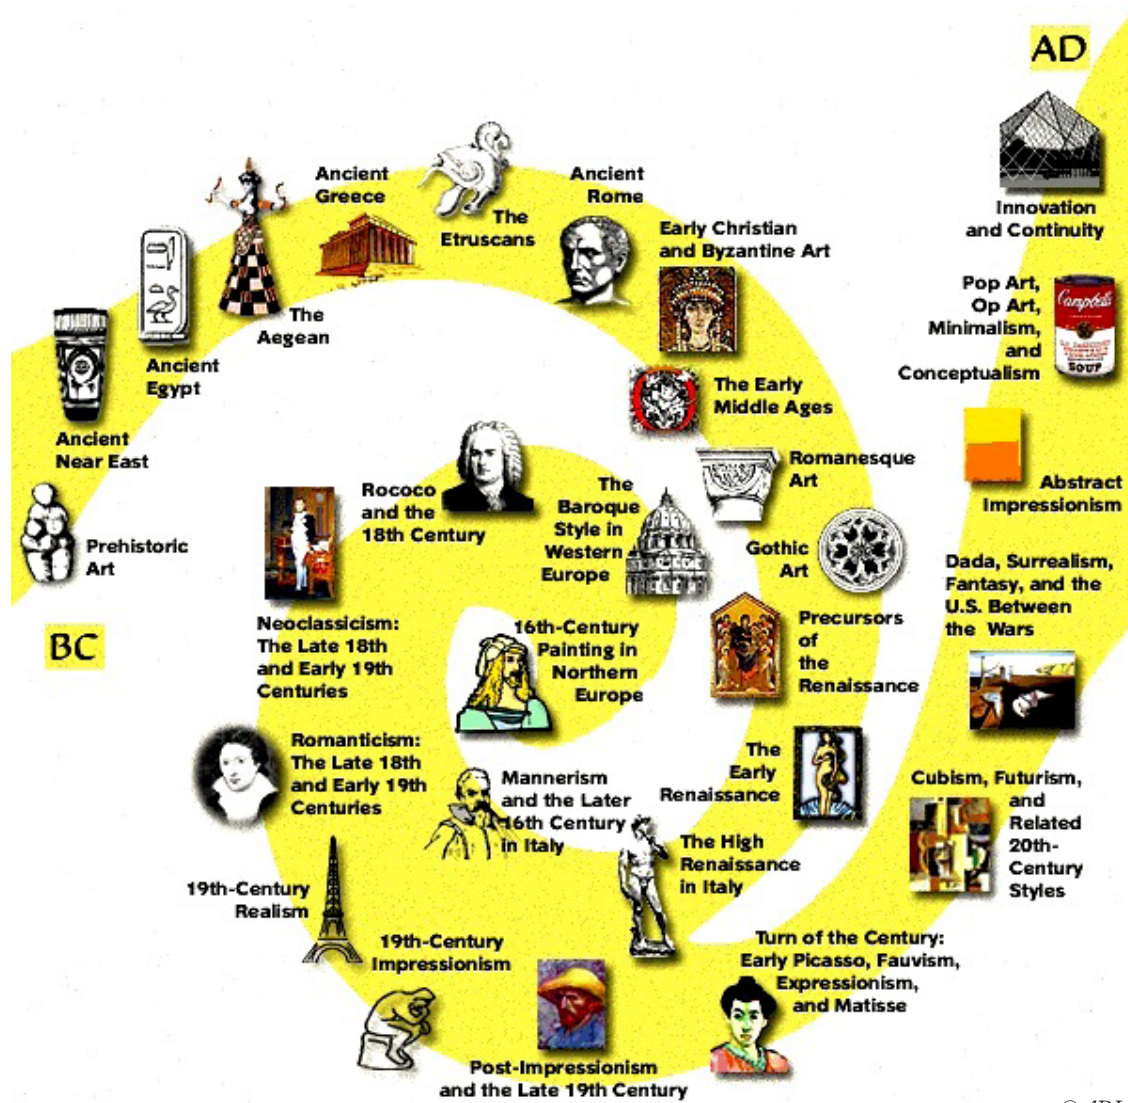 AD
Innovation
and Continuity
Pop Art,
Op Art,
Minimalism,
and
Conceptualism
Campbell's
SOUP
Abstract
Impressionism
Dada, Surrealism,
Fantasy, and the
U.S. Between
the Wars
Cubism, Futurism,
and
Related
20th-
Century
Styles
Turn of the Century:
Early Picasso, Fauvism,
Expressionism,
and Matisse
Post-Impressionism
and the Late 19th Century
19th-Century
Impressionism
19th-Century
Realism
Romanticism:
The Late 18th
and Early 19th
Centuries
Neoclassicism:
The Late 18th
and Early 19th
Centuries
Rococo
and the
18th Century
The
Baroque
Style in
Western
Europe
16th-Century
Painting in
Northern
Europe
Mannerism
and the Later
16th Century
in Italy
The High
Renaissance
in Italy
The
Early
Renaissance
Precursors
of
the
Renaissance
Gothic
Art
Romanesque
Art
The Early
Middle Ages
Early Christian
and Byzantine Art
Ancient
Rome
The
Etruscans
Ancient
Greece
The
Aegean
Ancient
Egypt
Ancient
Near East
Prehistoric
Art
BC